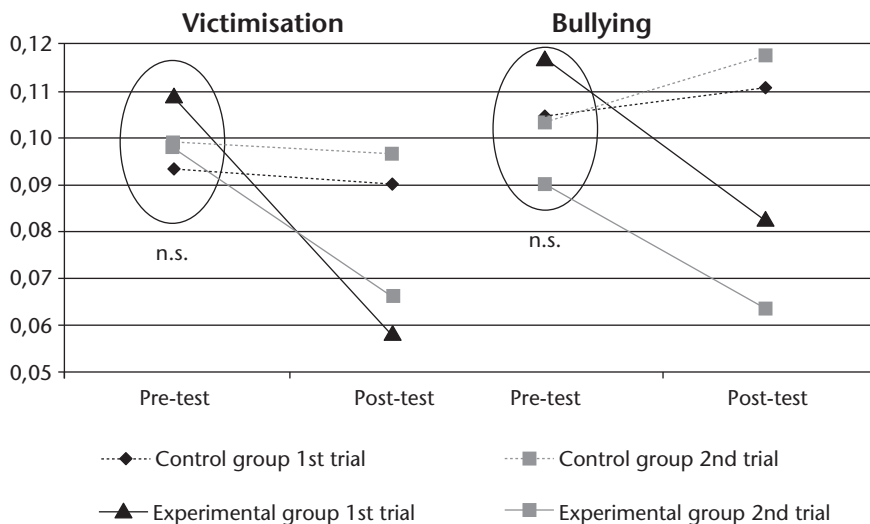 Victimisation Bullying
0,12
0,11
0,10
0,09
n.s. n.s.
0,08
0,07
0,06
0,05
Pre-test Post-test Pre-test Post-test
Control group 1st trial Control group 2nd trial
Experimental group 1st trial Experimental group 2nd trial